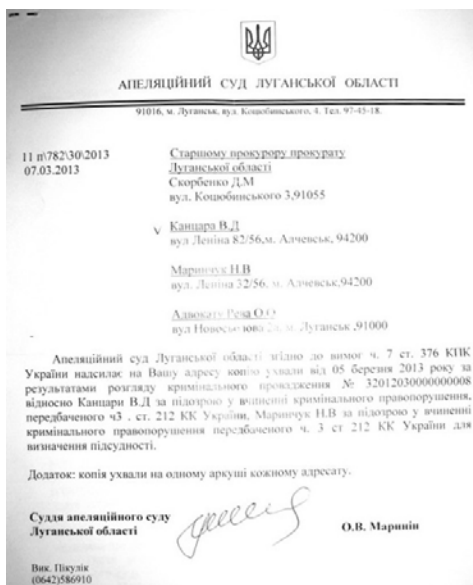 АПЕЛЯЦІЙНИЙ СУД ЛУГАНСЬКОЇ ОБЛАСТІ
91016, м. Луганськ, вул. Коцюбинського, 4. Тел. 97-45-18.
11 п\782\30\2013
07.03.2013
Старшому прокурору прокурату
Луганської області
Скорбенко Д.М
вул. Коцюбинського 3,91055
V Канцара В.Д
вул Леніна 82/56,м. Алчевськ, 94200
Маринчук Н.В
вул. Леніна 32/56, м. Алчевськ,94200
Адвокату Рева О.О
вул м. Луганськ ,91000
Апеляційний суд Луганської області згідно до вимог ч. 7 ст. 376 КПК
України надсилає на Вашу адресу копію ухвали від 05 березня 2013 року за
результатами розгляду кримінального провадження №
відносно Канцари В.Д за підозрою у вчиненні кримінального правопорушення,
передбаченого ч3 . ст. 212 КК України, Маринчук Н.В за підозрою у вчиненні
кримінального правопорушення передбаченого ч. 3 ст 212 КК України для
визначення підсудності.
Додаток: копія ухвали на одному аркуші кожному адресату.
Суддя апеляційного суду
Луганської області
О.В. Маринін
Вик. Пікулік
(0642)586910